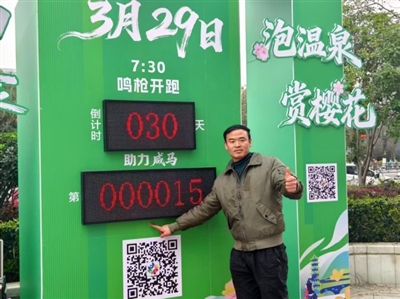 3月29日
7:30
鸣枪开跑
倒计时 030 天
助力威马
第 000015
泡温泉
赏樱花